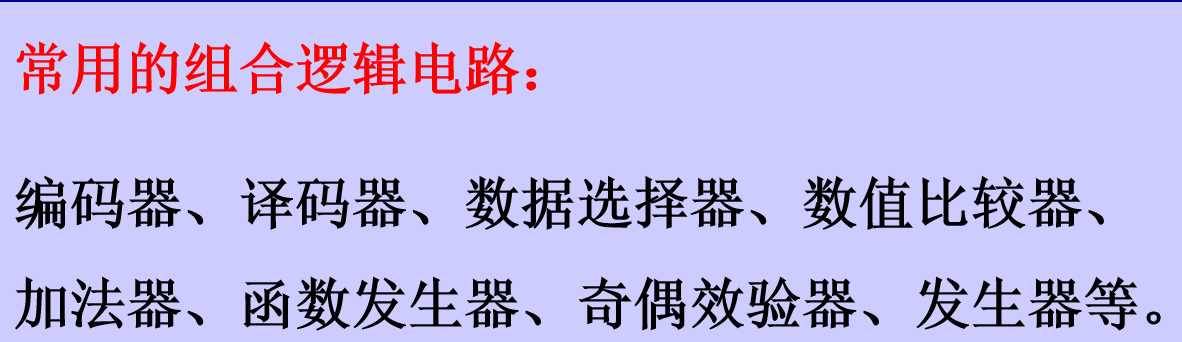 常用的组合逻辑电路：
编码器、译码器、数据选择器、数值比较器、
加法器、函数发生器、奇偶效验器、发生器等。